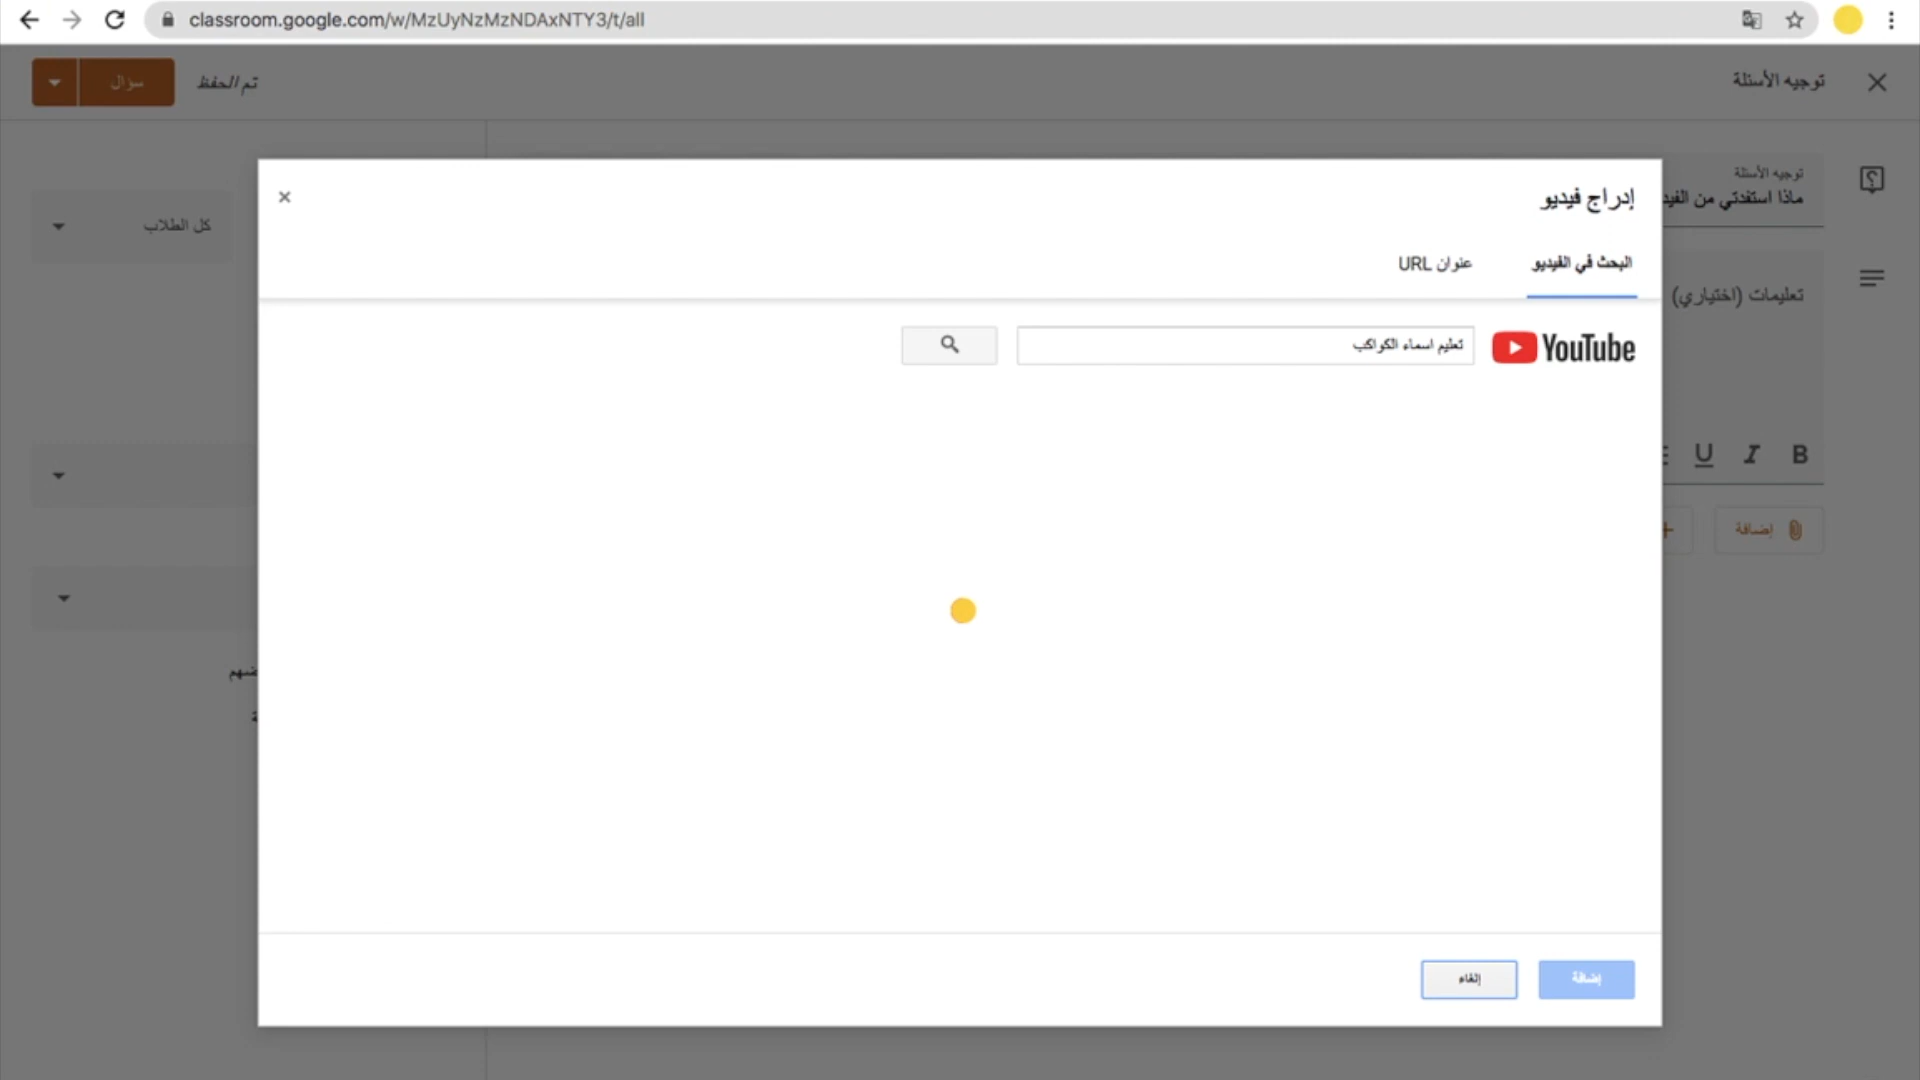 classroom.google.com/w/MzUyNzMzNDAxNTY3/t/all
توجيه الأسئلة
تم الحفظ
سؤال
توجيه الأسئلة
ماذا استفدتي من الفيد
كل الطلاب
تعليمات (اختياري)
B I U
إضافة
إدراج فيديو
البحث في الفيديو
عنوان URL
YouTube
تعليم اسماء الكواكب
إضافة
إلغاء